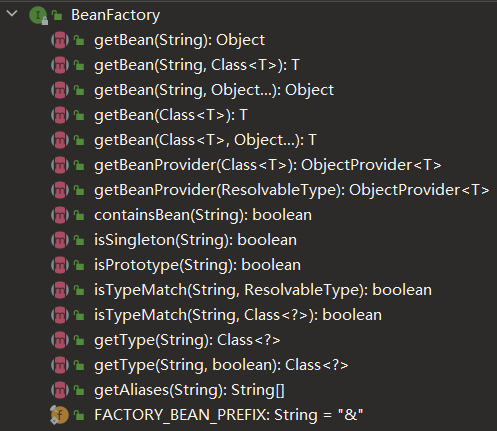 BeanFactory
getBean(String): Object
getBean(String, Class<T>): T
getBean(String, Object...): Object
getBean(Class<T>): T
getBean(Class<T>, Object...): T
getBeanProvider(Class<T>): ObjectProvider<T>
getBeanProvider(ResolvableType): ObjectProvider<T>
containsBean(String): boolean
isSingleton(String): boolean
isPrototype(String): boolean
isTypeMatch(String, ResolvableType): boolean
isTypeMatch(String, Class<?>): boolean
getType(String): Class<?>
getType(String, boolean): Class<?>
getAliases(String): String[]
FACTORY_BEAN_PREFIX: String = "&"